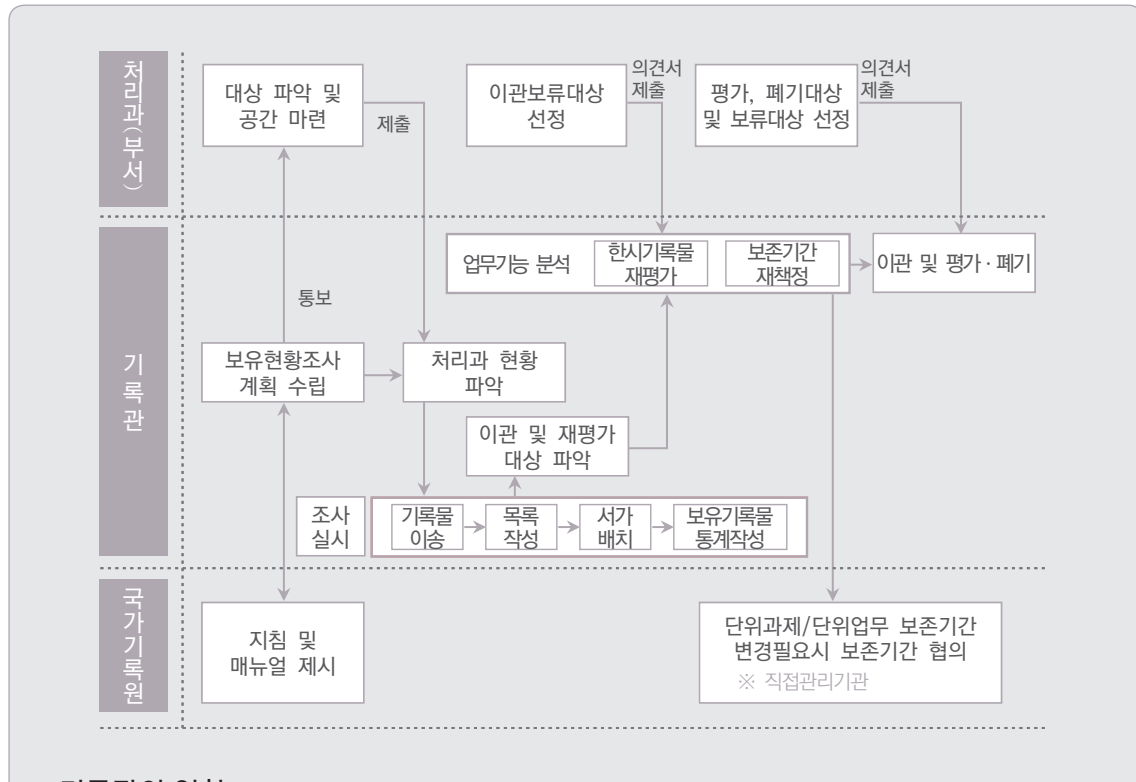 처리과(부서)
대상 파악 및
공간 마련
제출
이관보류대상
선정
의견서
제출
평가, 폐기대상
및 보류대상 선정
의견서
제출
기록관
업무기능 분석
한시기록물
재평가
보존기간
재책정
이관 및 평가·폐기
통보
보유현황조사
계획 수립
처리과 현황
파악
이관 및 재평가
대상 파악
조사
실시
기록물
이송
목록
작성
서가
배치
보유기록물
통계작성
국가기록원
지침 및
매뉴얼 제시
단위과제/단위업무 보존기간
변경필요시 보존기간 협의
※ 직접관리기관